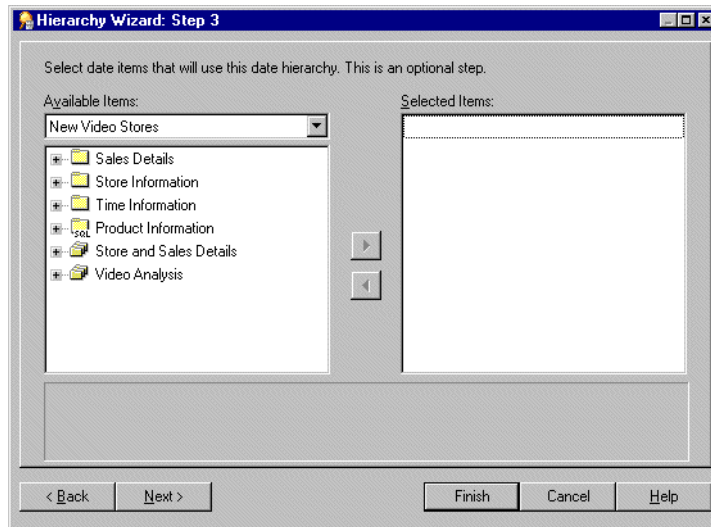 Hierarchy Wizard: Step 3
Select date items that will use this date hierarchy. This is an optional step.
Available Items:
Selected Items:
New Video Stores
Sales Details
Store Information
Time Information
SQL Product Information
Store and Sales Details
Video Analysis
< Back
Next >
Finish
Cancel
Help